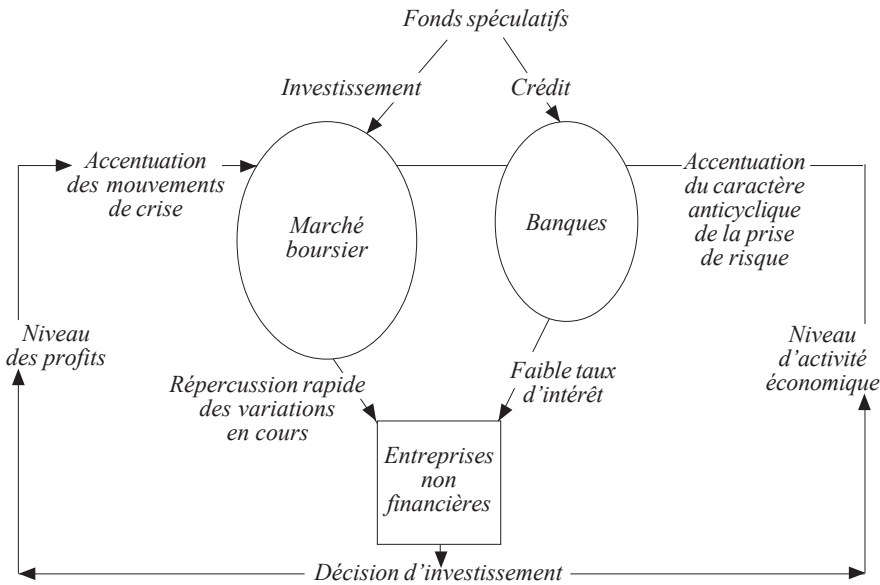 Fonds spéculatifs
Investissement
Crédit
Accentuation
des mouvements
de crise
Marché
boursier
Banques
Accentuation
du caractère
anticyclique
de la prise
de risque
Niveau
des profits
Niveau
d’activité
économique
Répercussion rapide
des variations
en cours
Faible taux
d’intérêt
Entreprises
non
financières
Décision d’investissement